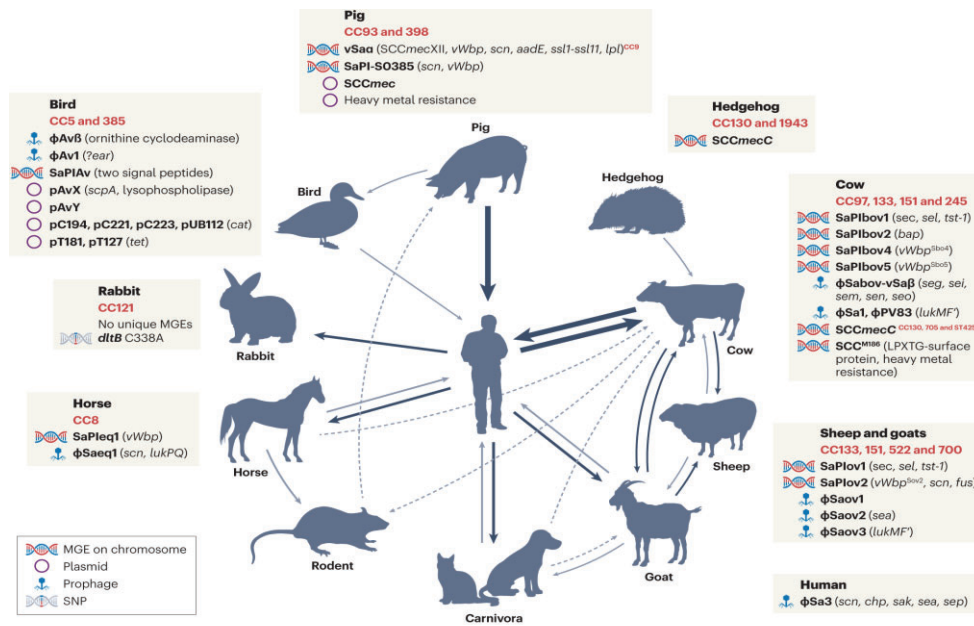 Pig
CC93 and 398
vSaα (SCCmecXII, vWbp, scn, aadE, ssl1-ssl11, lpl)CC9
SaPI-S0385 (scn, vWbp)
SCCmec
Heavy metal resistance
Bird
CC5 and 385
ϕAvß (ornithine cyclodeaminase)
ϕAv1 (?ear)
SaPIAv (two signal peptides)
pAvX (scpA, lysophospholipase)
pAvY
pC194, pC221, pC223, pUB112 (cat)
pT181, pT127 (tet)
Hedgehog
CC130 and 1943
SCCmecC
Cow
CC97, 133, 151 and 245
SaPIbov1 (sec, sel, tst-1)
SaPIbov2 (bap)
SaPIbov4 (vWbpSbo4)
SaPIbov5 (vWbpSbo5)
ϕSabov-vSaβ (seg, sei,
sem, sen, seo)
ϕSa1, ϕPV83 (lukMF')
SCCmecC CC130, 705 and ST425
SCCM186 (LPXTG-surface
protein, heavy metal
resistance)
Rabbit
CC121
No unique MGEs
dltB C338A
Horse
CC8
SaPIeq1 (vWbp)
ϕSaeq1 (scn, lukPQ)
Sheep and goats
CC133, 151, 522 and 700
SaPIov1 (sec, sel, tst-1)
SaPIov2 (vWbpSov2, scn, fus)
ϕSaov1
ϕSaov2 (sea)
ϕSaov3 (lukMF')
Human
ϕSa3 (scn, chp, sak, sea, sep)
Pig
Bird
Hedgehog
Rabbit
Cow
Horse
Sheep
Rodent
Goat
Carnivora
MGE on chromosome
Plasmid
Prophage
SNP